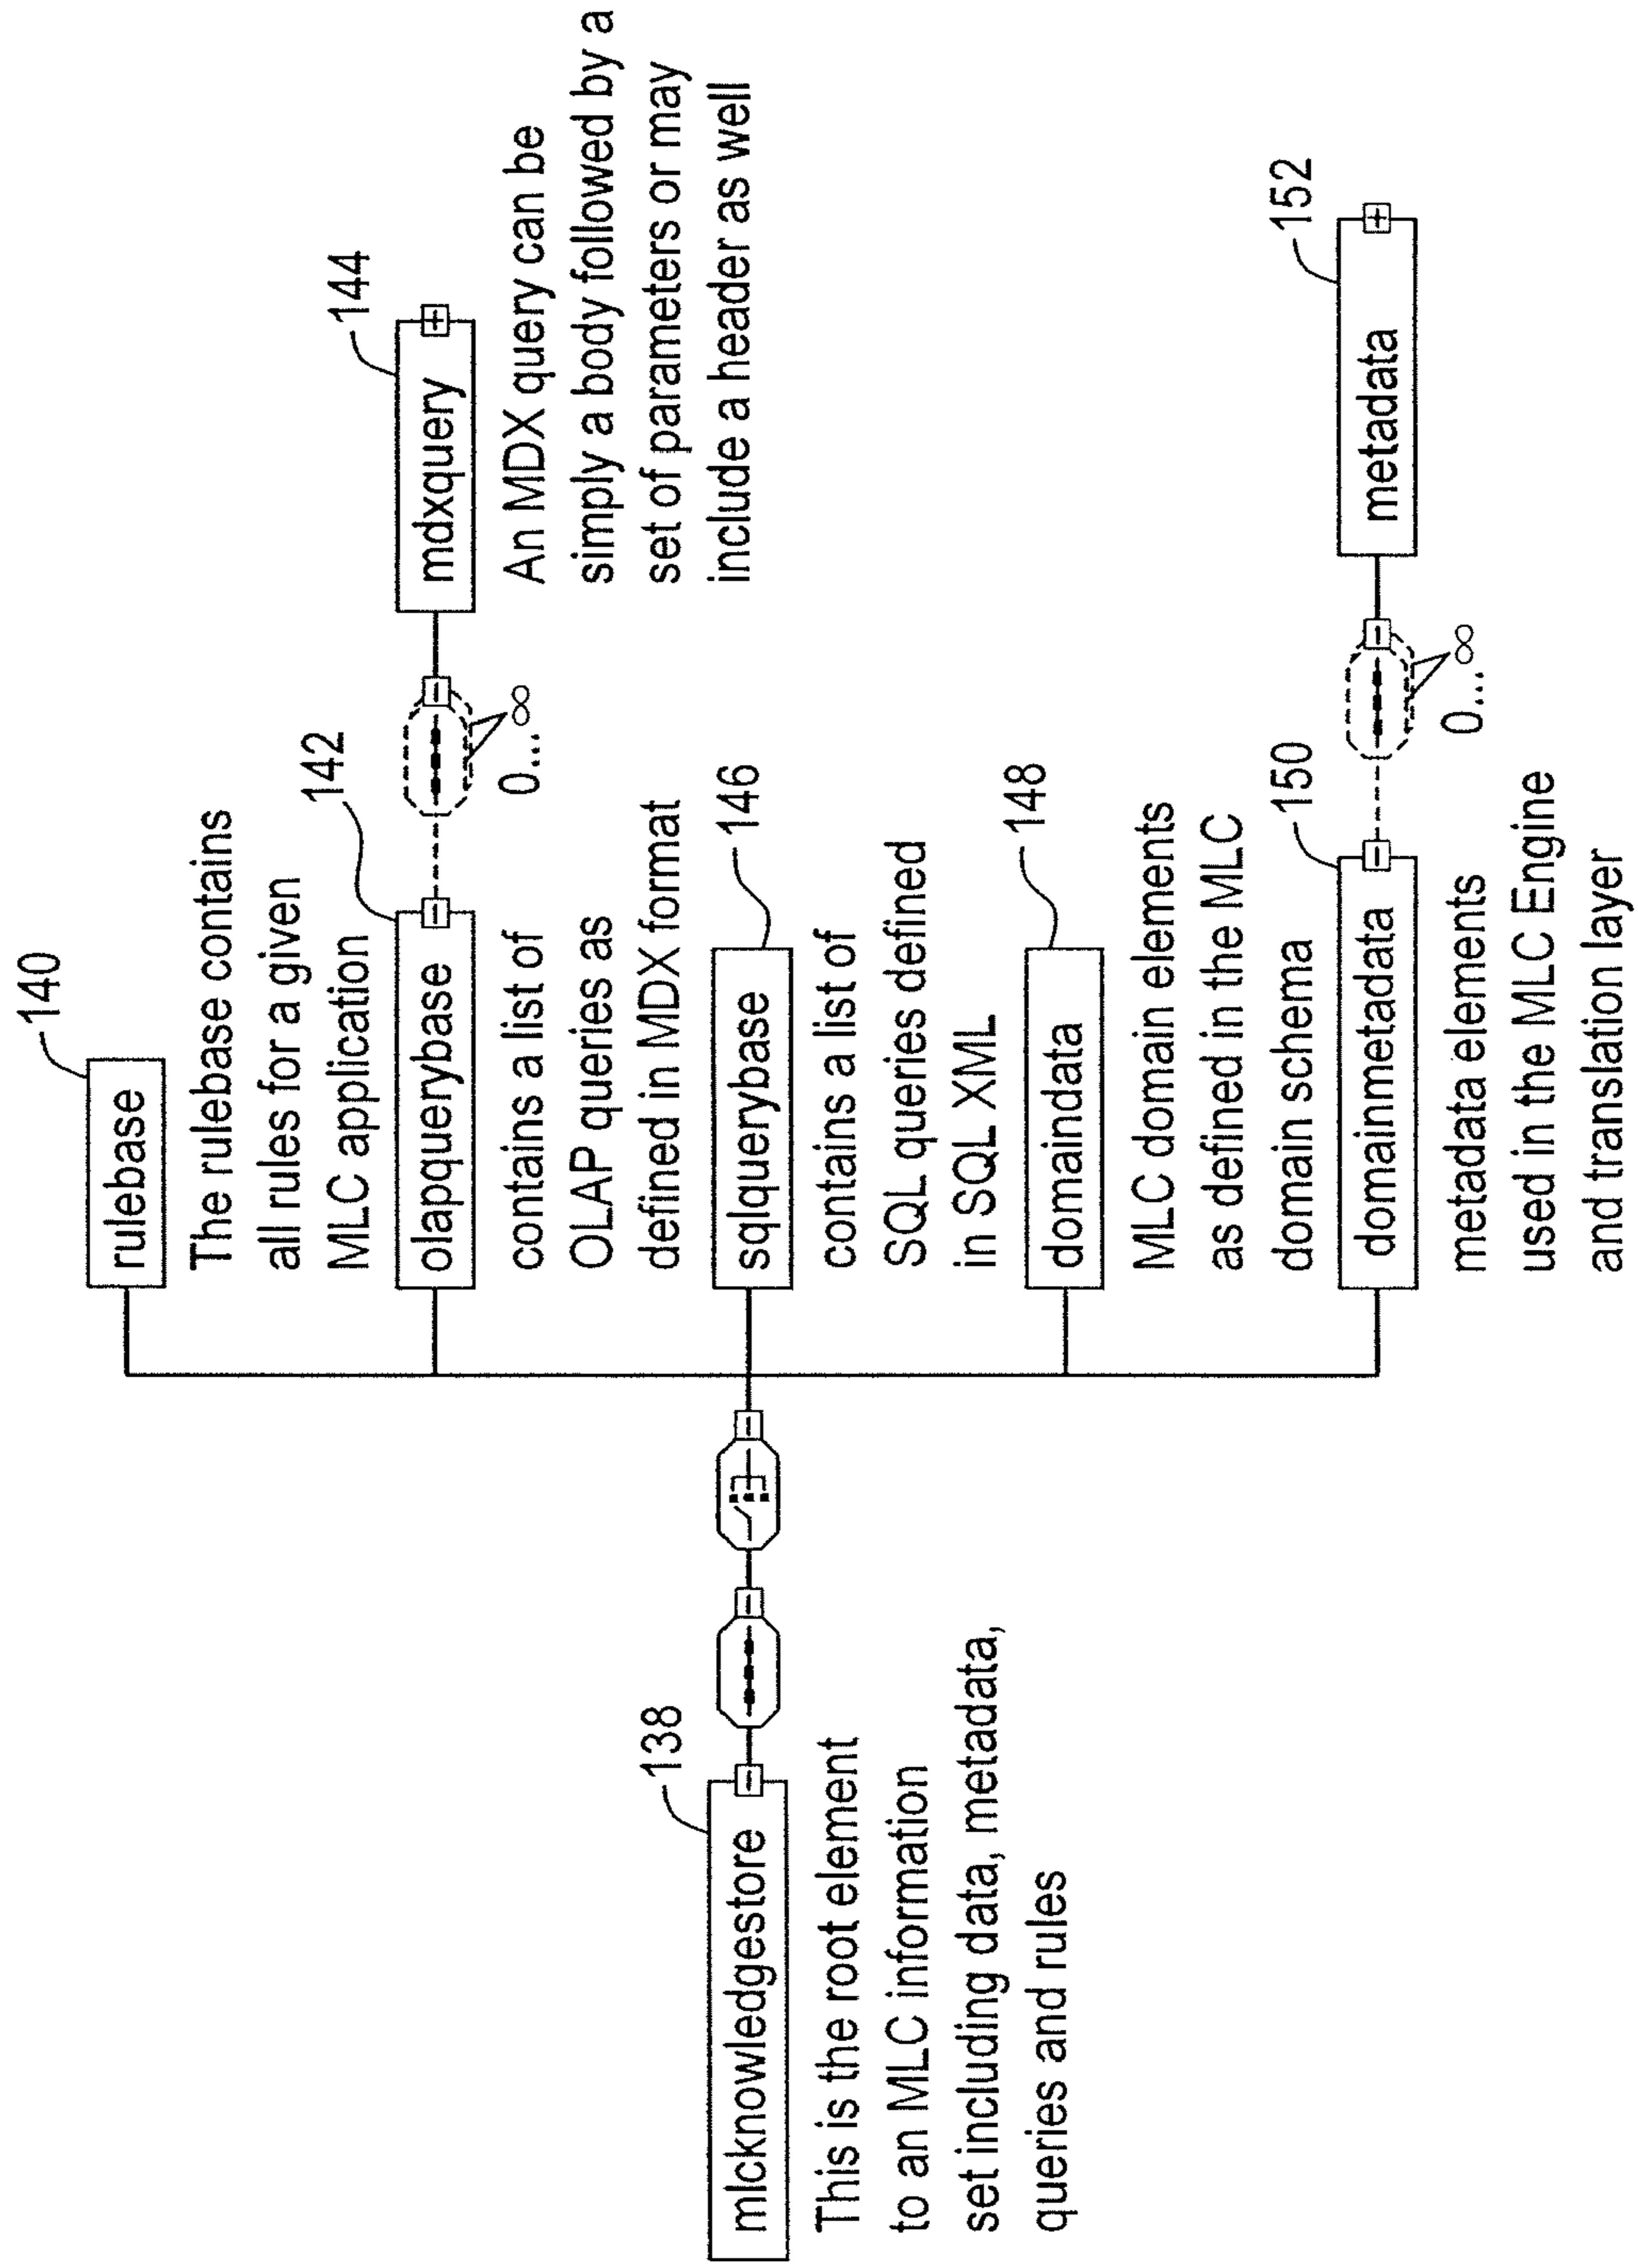 138
mlcknowledgestore
This is the root element
to an MLC information
set including data, metadata,
queries and rules
140
rulebase
The rulebase contains
all rules for a given
MLC application
142
olapquerybase
contains a list of
OLAP queries as
defined in MDX format
0...∞
144
mdxquery
An MDX query can be
simply a body followed by a
set of parameters or may
include a header as well
146
sqlquerybase
contains a list of
SQL queries defined
in SQL XML
148
domaindata
MLC domain elements
as defined in the MLC
domain schema
150
domainmetadata
metadata elements
used in the MLC Engine
and translation layer
0...∞
152
metadata